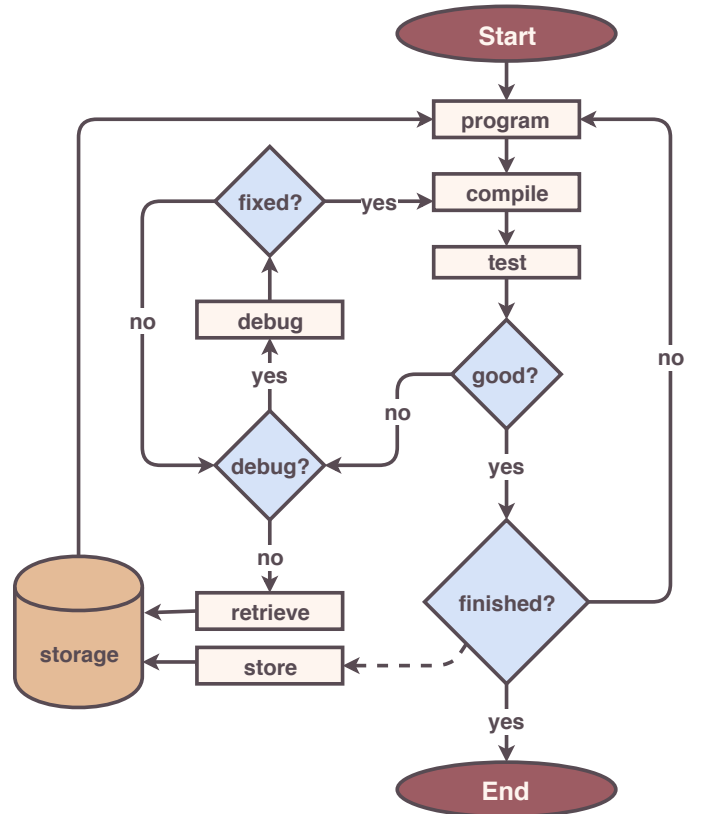 Start
program
fixed?
yes
compile
test
no
debug
good?
no
yes
no
debug?
yes
no
finished?
retrieve
storage
store
yes
End